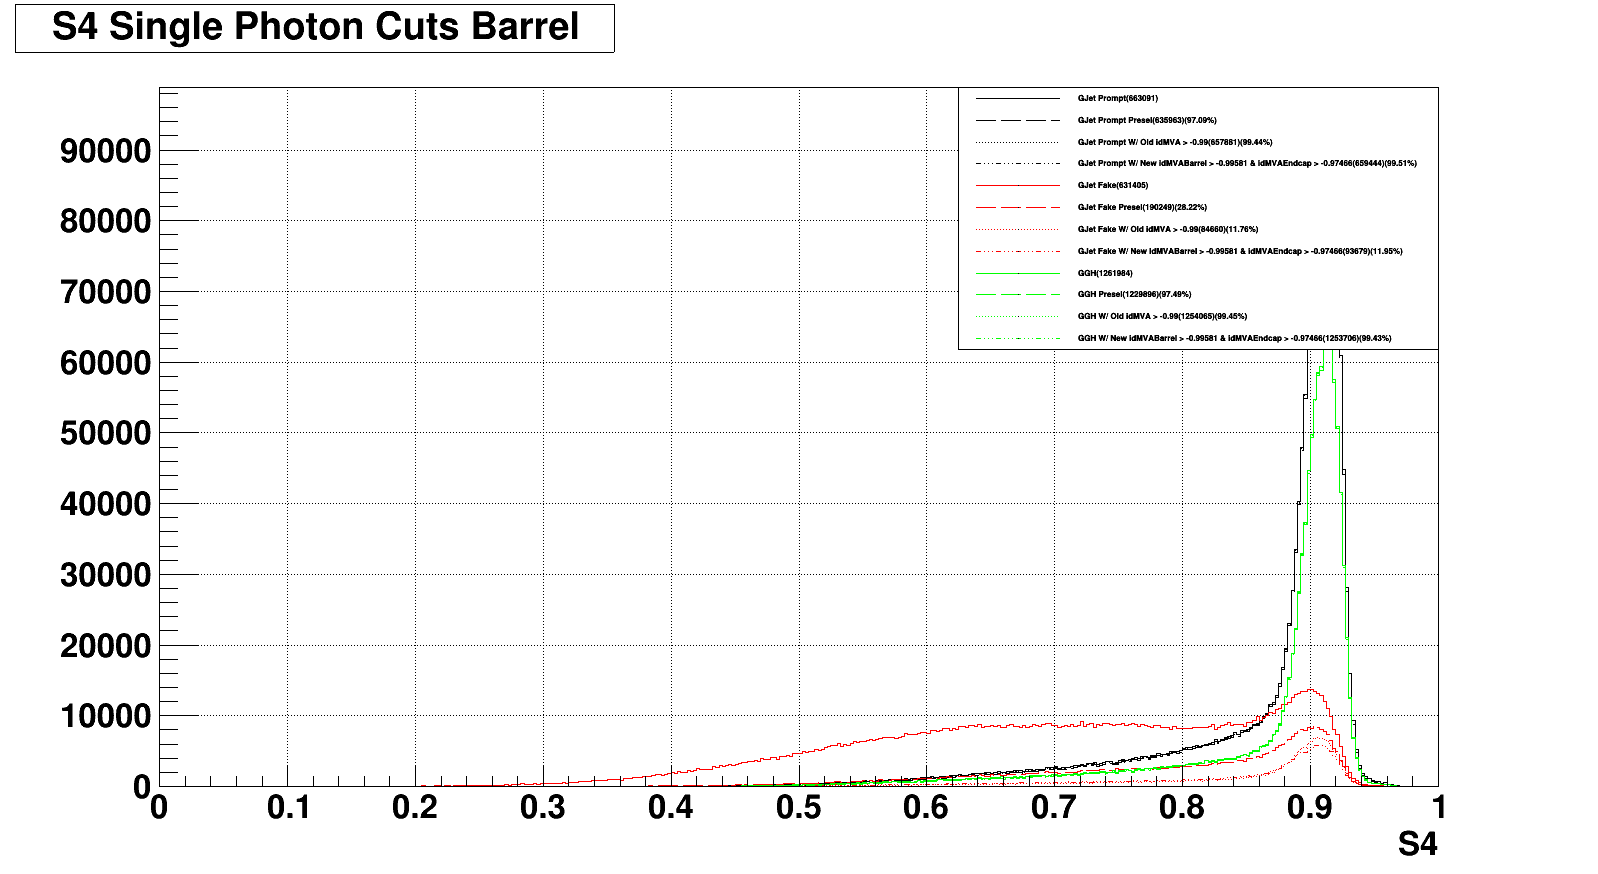 S4 Single Photon Cuts Barrel
GJet Prompt(663091)
GJet Prompt Presel(635963)(97.09%)
GJet Prompt W/ Old idMVA > -0.99(657881)(99.44%)
GJet Prompt W/ New idMVABarrel > -0.99581 & idMVAEndcap > -0.97466(659444)(99.51%)
GJet Fake(631405)
GJet Fake Presel(190249)(28.22%)
GJet Fake W/ Old idMVA > -0.99(84660)(11.76%)
GJet Fake W/ New idMVABarrel > -0.99581 & idMVAEndcap > -0.97466(93679)(11.95%)
GGH(1261984)
GGH Presel(1229896)(97.49%)
GGH W/ Old idMVA > -0.99(1254065)(99.45%)
GGH W/ New idMVABarrel > -0.99581 & idMVAEndcap > -0.97466(1253706)(99.43%)
90000
80000
70000
60000
50000
40000
30000
20000
10000
0
0 0.1 0.2 0.3 0.4 0.5 0.6 0.7 0.8 0.9 1
S4